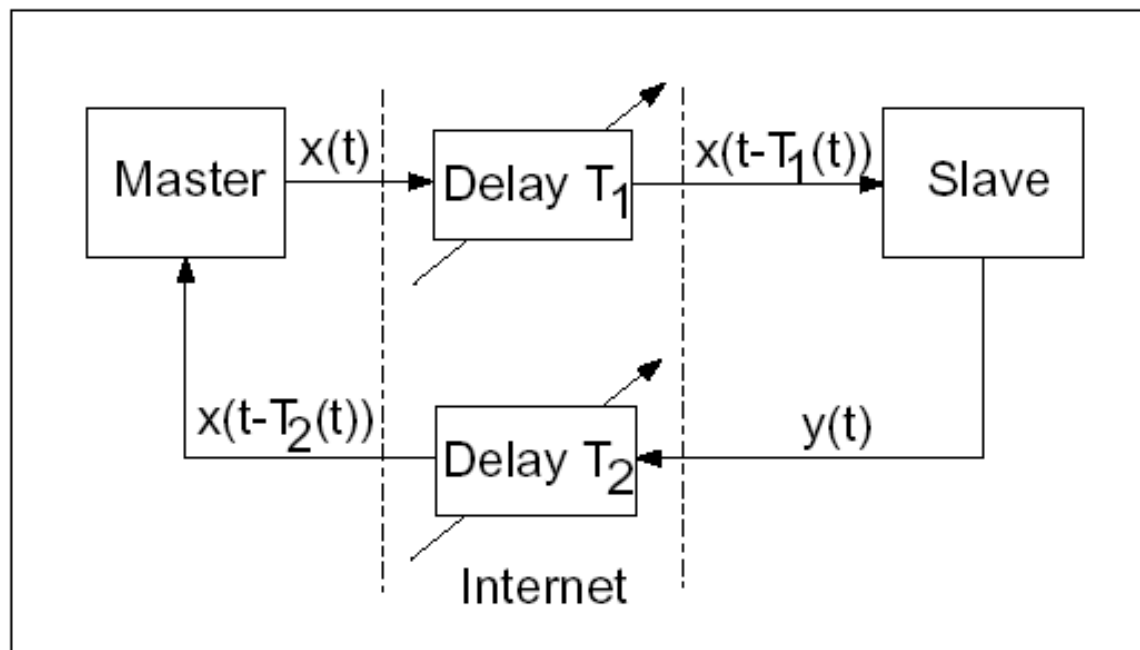 Master
x(t)
Delay T1
x(t-T1(t))
Slave
x(t-T2(t))
Delay T2
y(t)
Internet